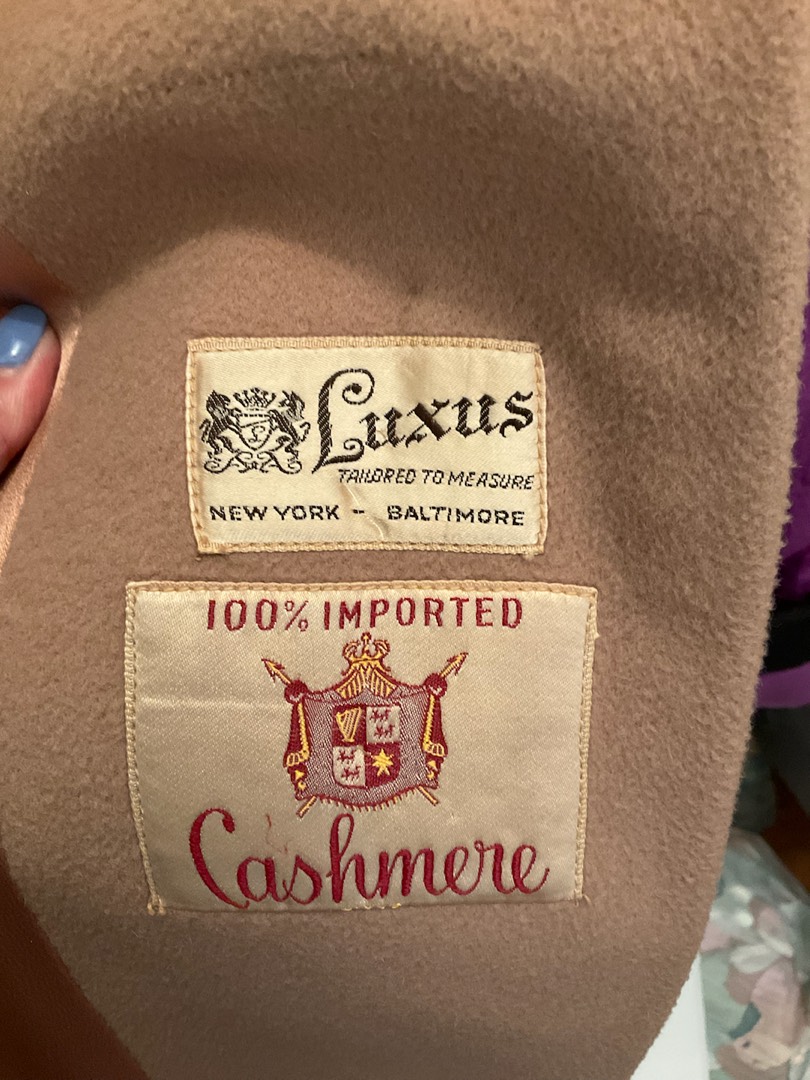 Luxus
TAILORED TO MEASURE
NEW YORK - BALTIMORE
100% IMPORTED
Cashmere